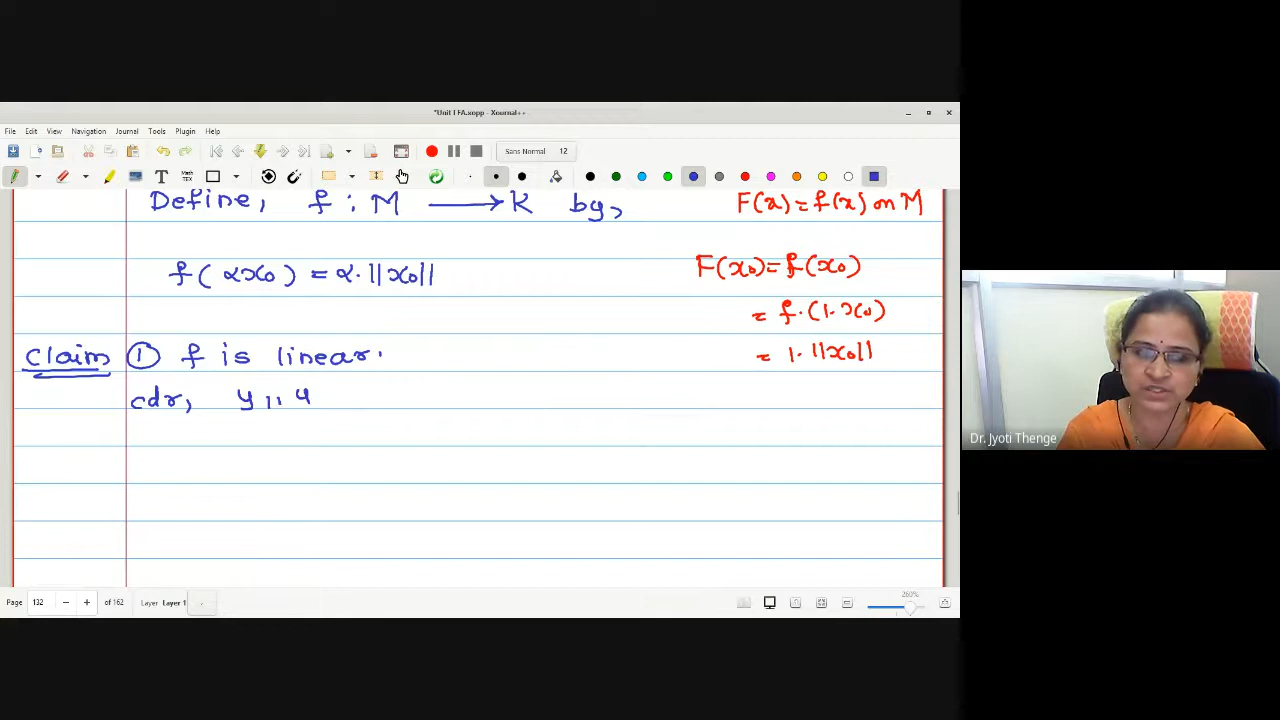 *Unit I FA.xopp - Xournal++
File Edit View Navigation Journal Tools Plugin Help
Sans Normal 12
Define, f : M ⟶ K by,
F(x) = f(x) on M
f(αx₀) = α·||x₀||
F(x₀) = f(x₀)
= f·(1·x₀)
= 1·||x₀||
Claim ① f is linear.
cdr, y₁, y
Dr. Jyoti Thenge
Page 132 of 162 Layer Layer 1
260%